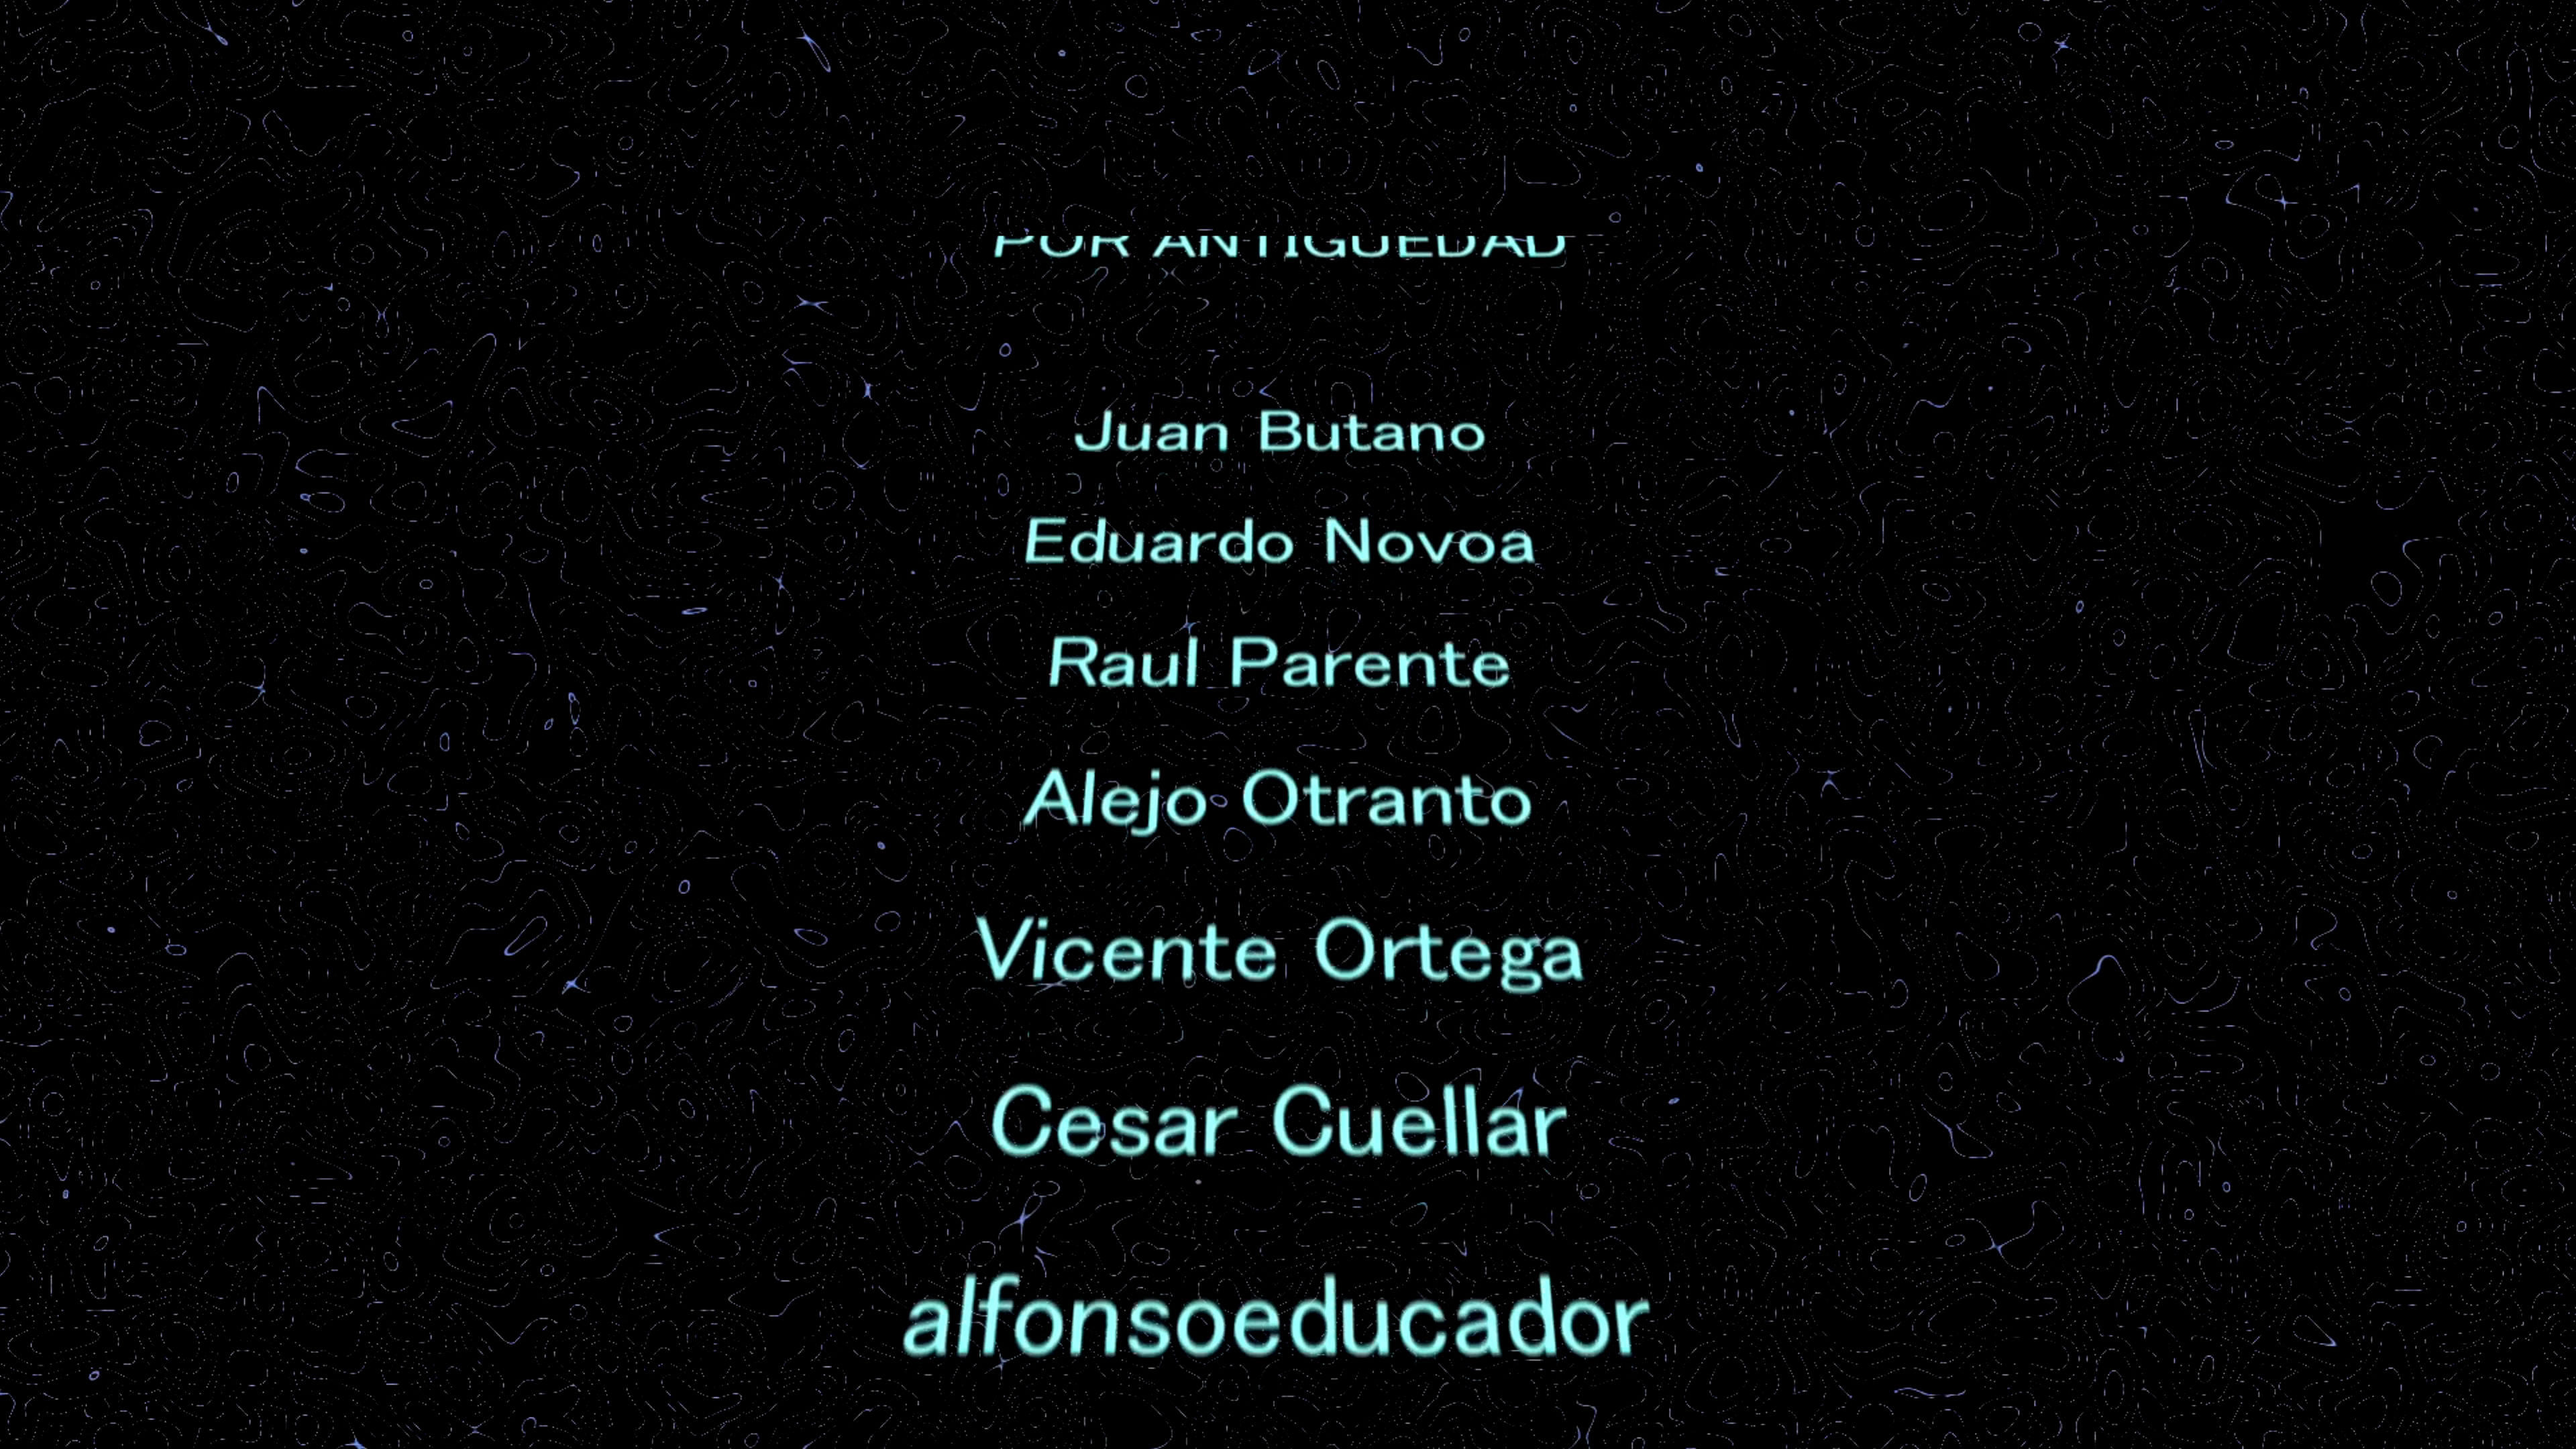 POR ANTIGUEDAD
Juan Butano
Eduardo Novoa
Raul Parente
Alejo Otranto
Vicente Ortega
Cesar Cuellar
alfonsoeducador